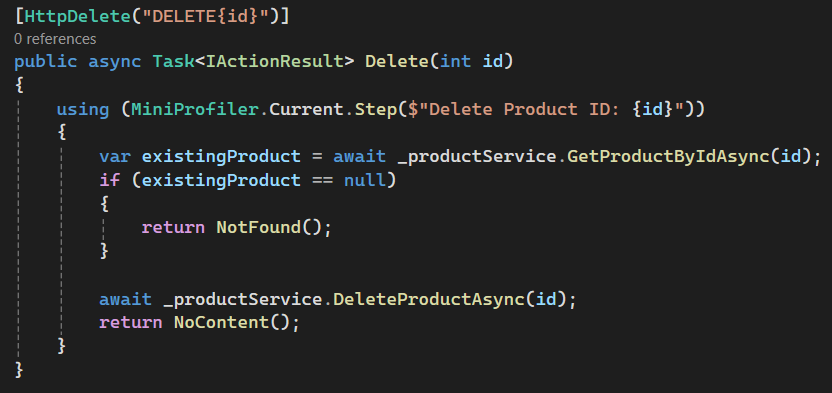 [HttpDelete("DELETE{id}")]
0 references
public async Task<IActionResult> Delete(int id)
{
using (MiniProfiler.Current.Step($"Delete Product ID: {id}"))
{
var existingProduct = await _productService.GetProductByIdAsync(id);
if (existingProduct == null)
{
return NotFound();
}
await _productService.DeleteProductAsync(id);
return NoContent();
}
}